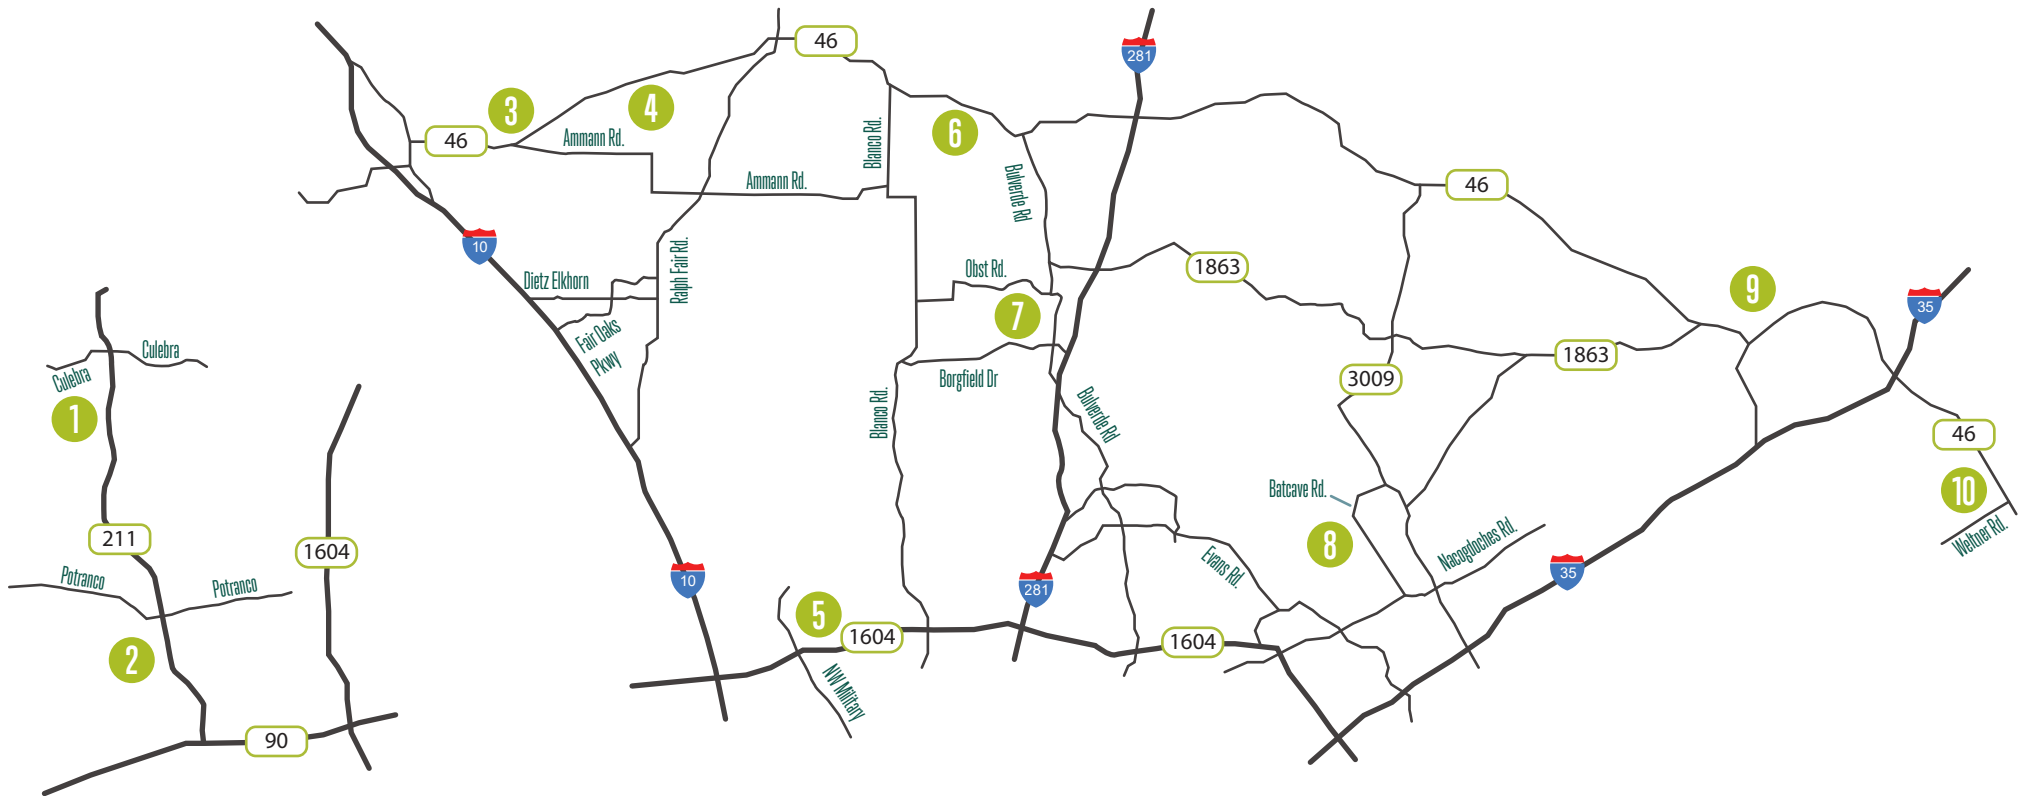 46
281
3
4
6
46
Ammann Rd.
Blanco Rd.
Ammann Rd.
Bulverde Rd
46
10
Dietz Elkhorn
Ralph Fair Rd.
Obst Rd.
1863
9
35
7
Fair Oaks
Pkwy
Culebra
Culebra
1
1863
3009
Borgfield Dr
Blanco Rd.
Bulverde Rd
46
10
Weltner Rd.
Batcave Rd.
8
Nacogdoches Rd.
211
1604
Evans Rd.
35
Potranco
Potranco
10
281
5
1604
1604
2
NW Military
90